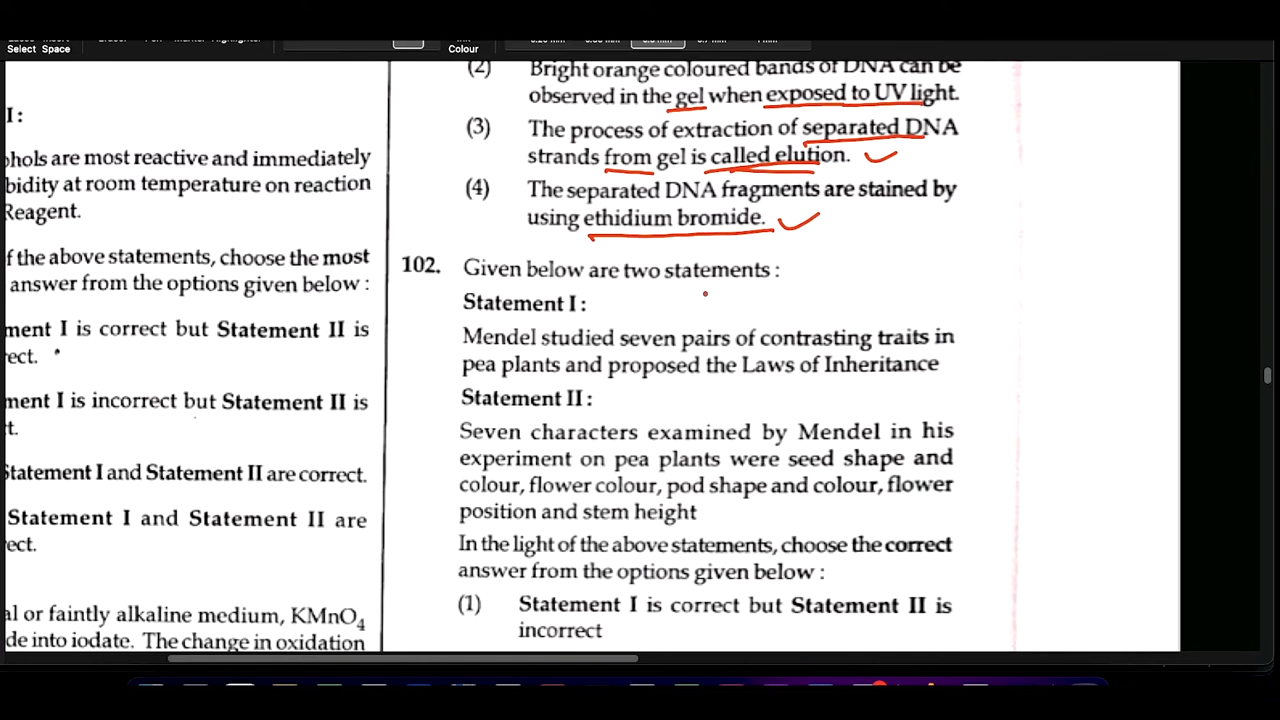 Select Space
Colour
I :
ohols are most reactive and immediately
bidity at room temperature on reaction
Reagent.
f the above statements, choose the most
answer from the options given below :
ment I is correct but Statement II is
ect.
ment I is incorrect but Statement II is
t.
Statement I and Statement II are correct.
Statement I and Statement II are
ect.
al or faintly alkaline medium, KMnO4
de into iodate. The change in oxidation
(2) Bright orange coloured bands of DNA can be
observed in the gel when exposed to UV light.
(3) The process of extraction of separated DNA
strands from gel is called elution.
(4) The separated DNA fragments are stained by
using ethidium bromide.
102. Given below are two statements :
Statement I :
Mendel studied seven pairs of contrasting traits in
pea plants and proposed the Laws of Inheritance
Statement II :
Seven characters examined by Mendel in his
experiment on pea plants were seed shape and
colour, flower colour, pod shape and colour, flower
position and stem height
In the light of the above statements, choose the correct
answer from the options given below :
(1) Statement I is correct but Statement II is
incorrect